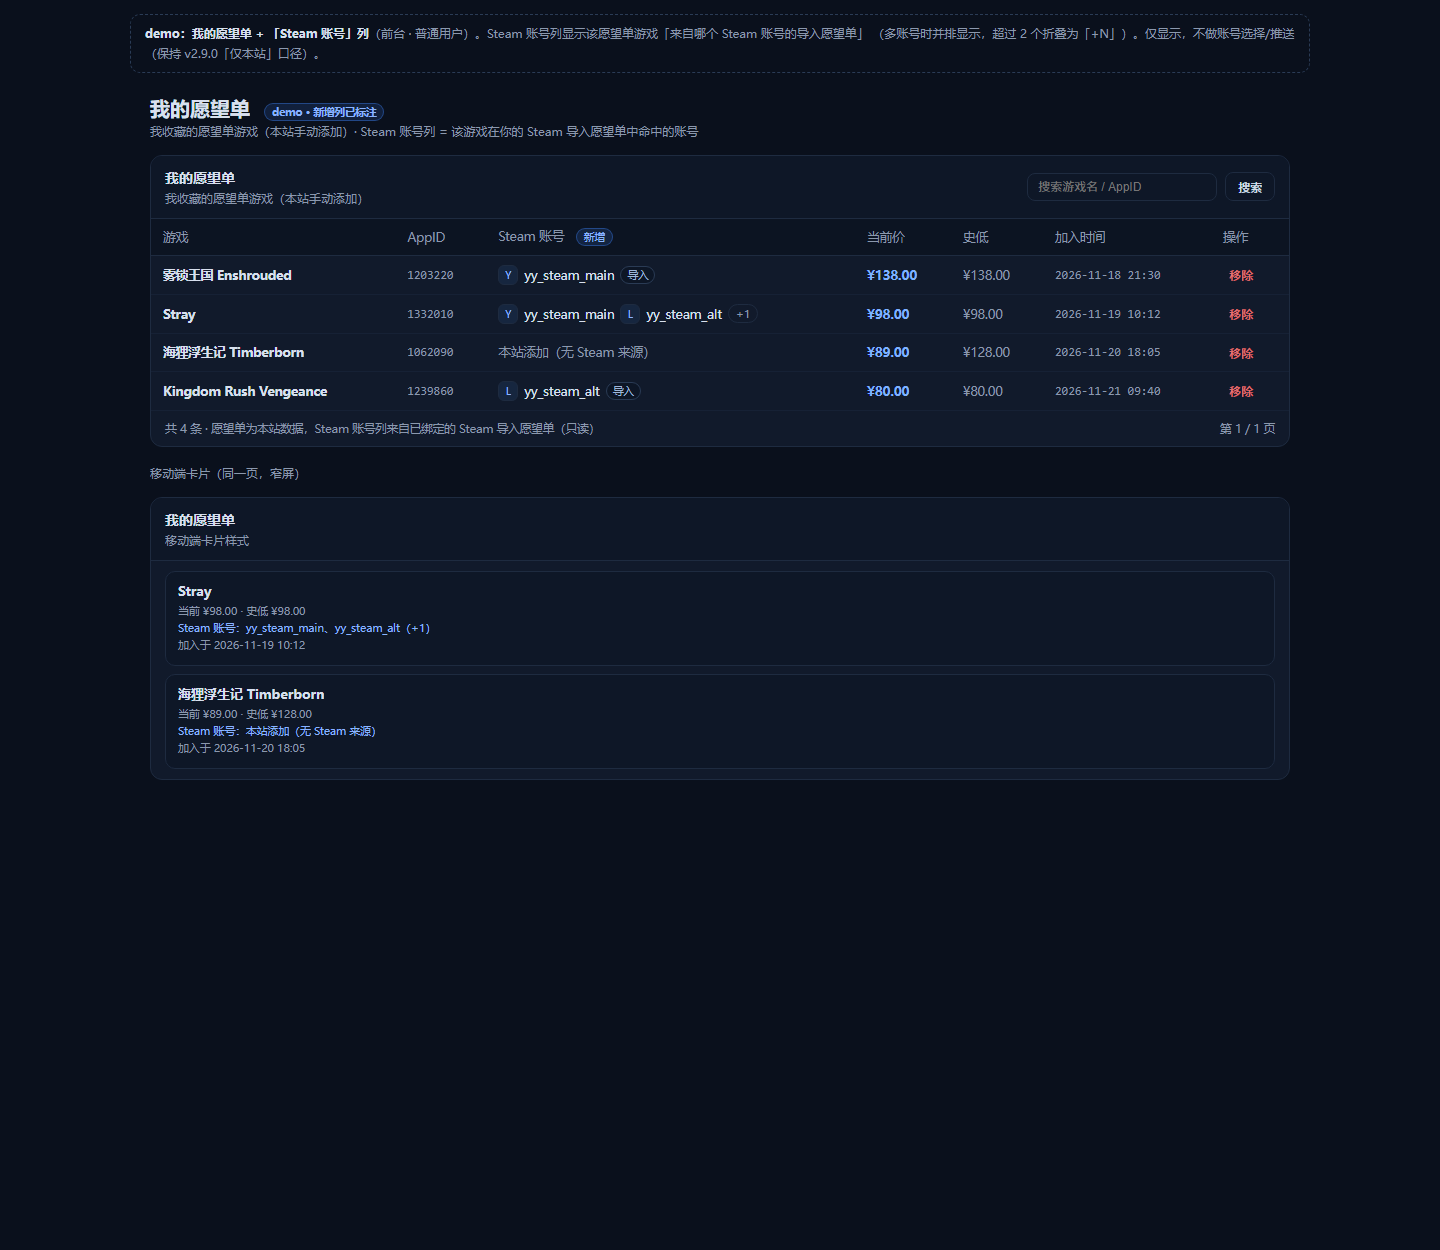 demo：我的愿望单 + 「Steam 账号」列（前台 · 普通用户）。Steam 账号列显示该愿望单游戏「来自哪个 Steam 账号的导入愿望单」（多账号时并排显示，超过 2 个折叠为「+N」）。仅显示，不做账号选择/推送
（保持 v2.9.0「仅本站」口径）。
我的愿望单 demo • 新增列已标注
我收藏的愿望单游戏（本站手动添加）· Steam 账号列 = 该游戏在你的 Steam 导入愿望单中命中的账号
我的愿望单
我收藏的愿望单游戏（本站手动添加）
搜索游戏名 / AppID 搜索
游戏 AppID Steam 账号 新增 当前价 史低 加入时间 操作
雾锁王国 Enshrouded 1203220 Y yy_steam_main 导入 ¥138.00 ¥138.00 2026-11-18 21:30 移除
Stray 1332010 Y yy_steam_main L yy_steam_alt +1 ¥98.00 ¥98.00 2026-11-19 10:12 移除
海狸浮生记 Timberborn 1062090 本站添加（无 Steam 来源） ¥89.00 ¥128.00 2026-11-20 18:05 移除
Kingdom Rush Vengeance 1239860 L yy_steam_alt 导入 ¥80.00 ¥80.00 2026-11-21 09:40 移除
共 4 条 · 愿望单为本站数据，Steam 账号列来自已绑定的 Steam 导入愿望单（只读） 第 1 / 1 页
移动端卡片（同一页，窄屏）
我的愿望单
移动端卡片样式
Stray
当前 ¥98.00 · 史低 ¥98.00
Steam 账号：yy_steam_main、yy_steam_alt（+1）
加入于 2026-11-19 10:12
海狸浮生记 Timberborn
当前 ¥89.00 · 史低 ¥128.00
Steam 账号：本站添加（无 Steam 来源）
加入于 2026-11-20 18:05